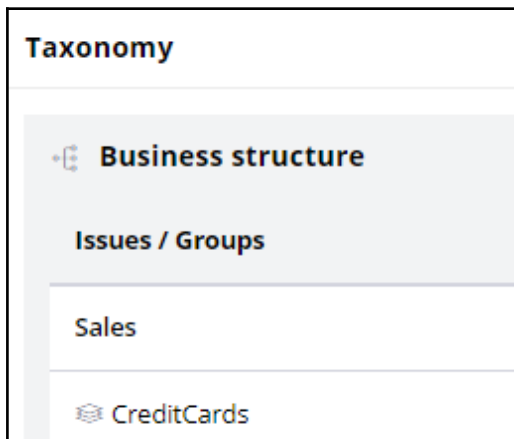 Taxonomy
Business structure
Issues / Groups
Sales
CreditCards